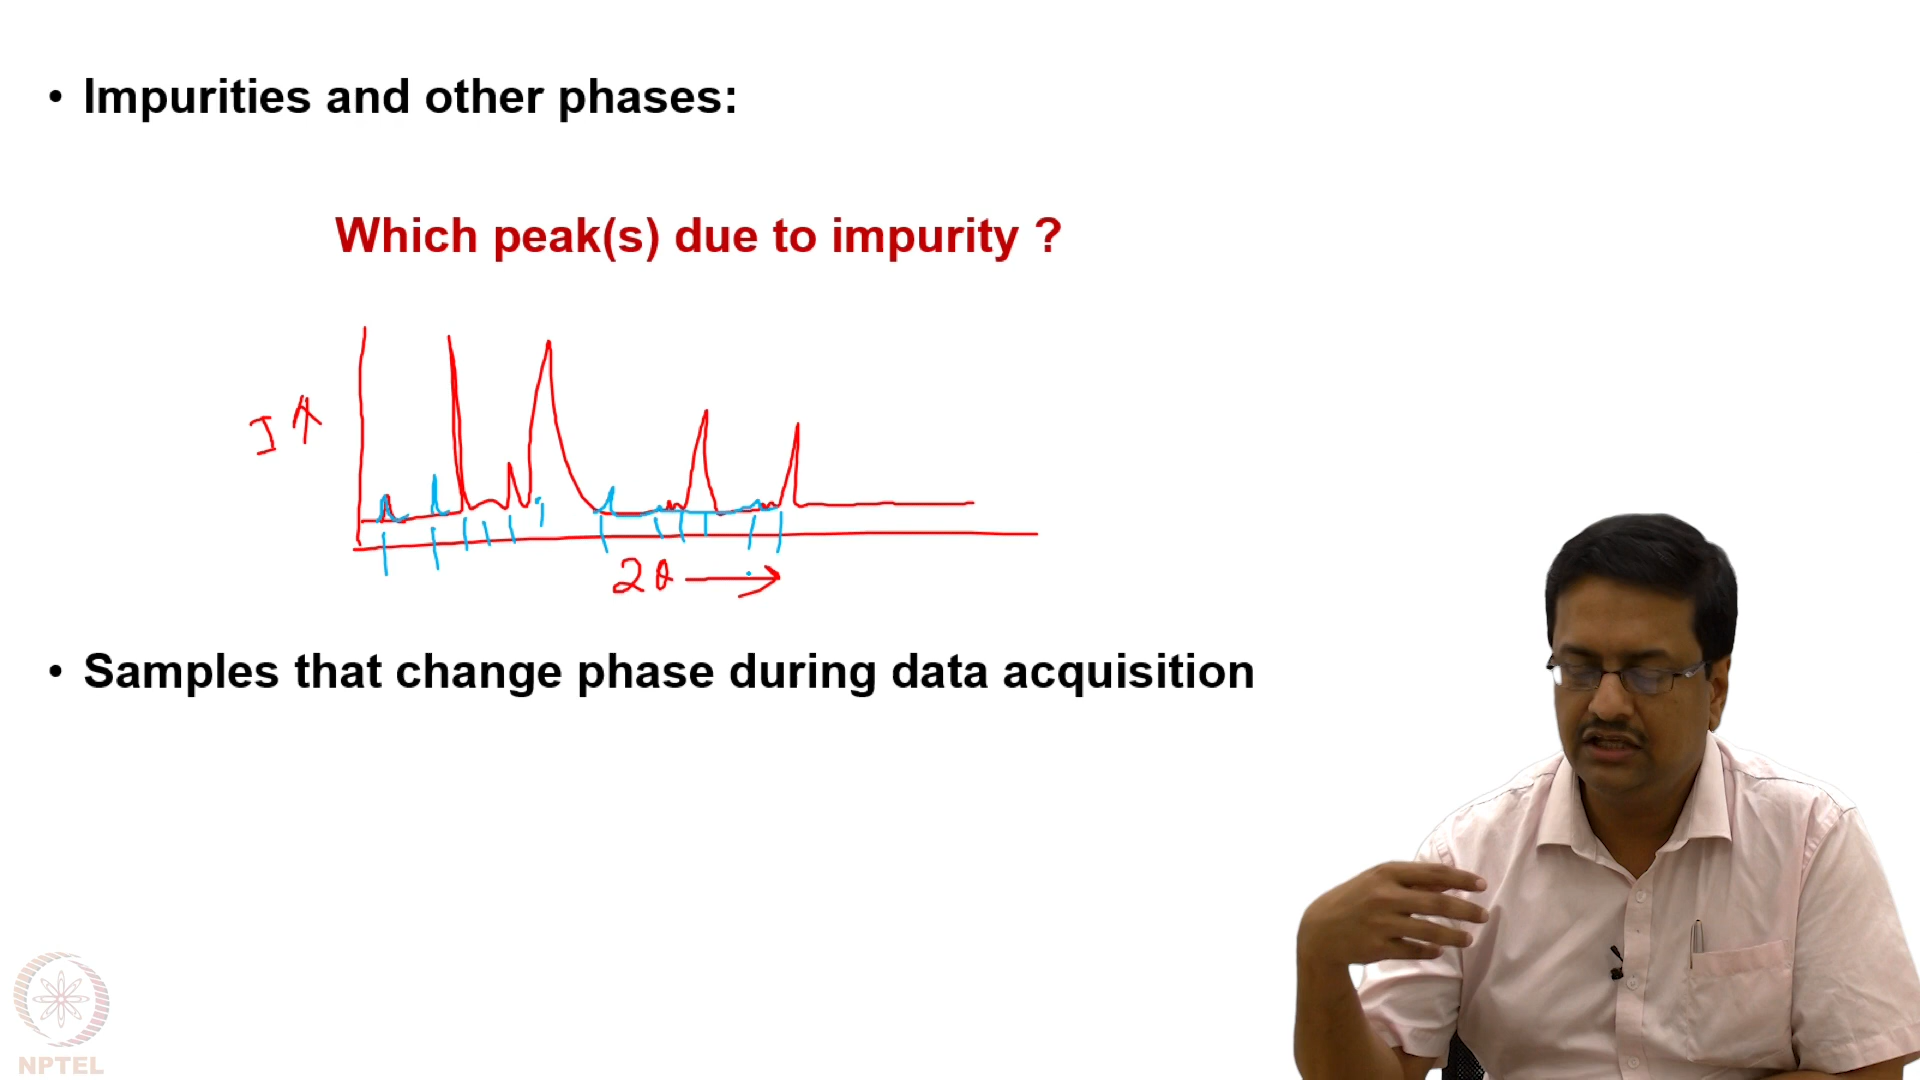 • Impurities and other phases:
Which peak(s) due to impurity ?
I
2θ
• Samples that change phase during data acquisition
NPTEL